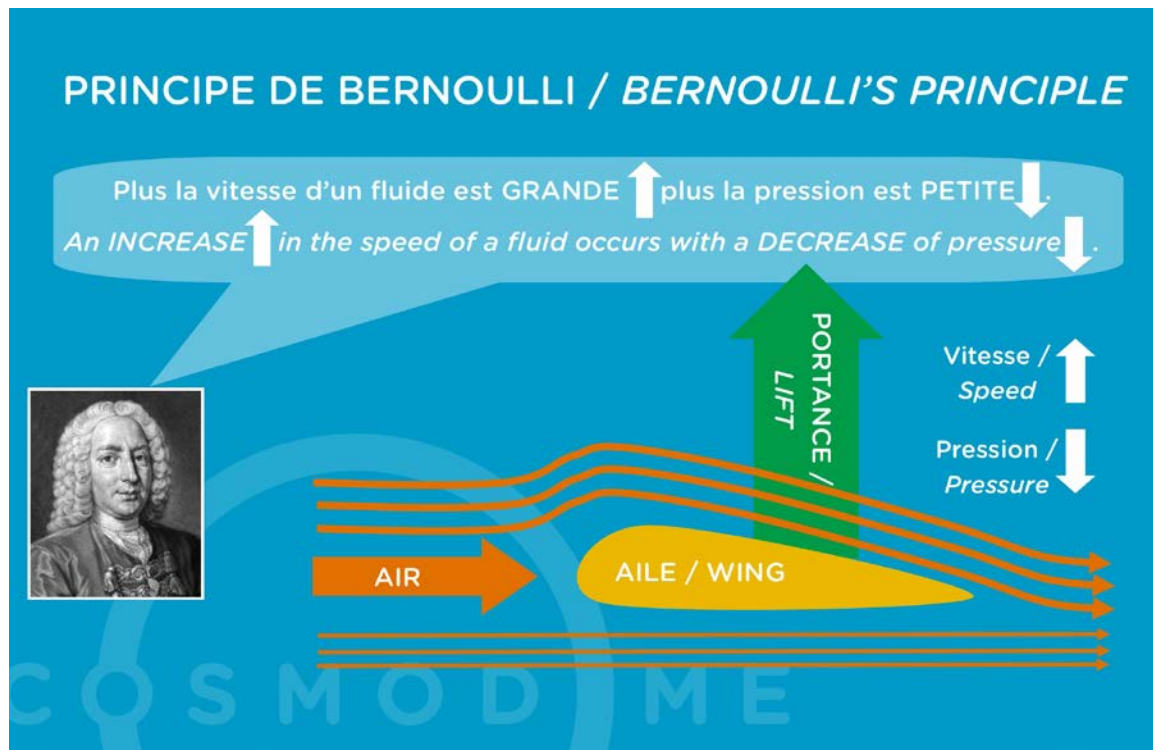 PRINCIPE DE BERNOULLI / BERNOULLI'S PRINCIPLE
Plus la vitesse d'un fluide est GRANDE plus la pression est PETITE.
An INCREASE in the speed of a fluid occurs with a DECREASE of pressure.
PORTANCE /
LIFT
Vitesse /
Speed
Pression /
Pressure
AIR
AILE / WING
COSMODOME